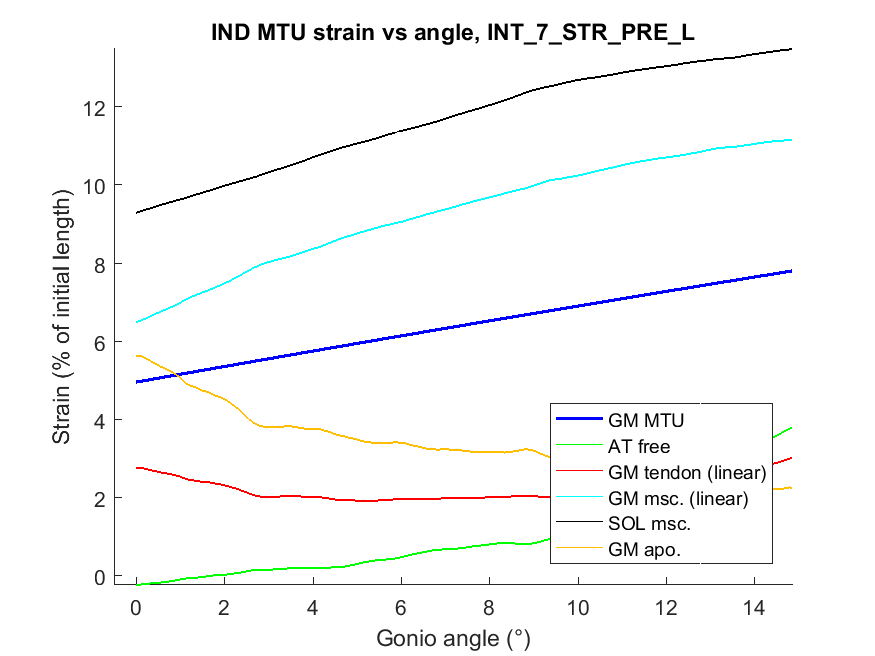 IND MTU strain vs angle, INT_7_STR_PRE_L
Strain (% of initial length)
12
10
8
6
4
2
0
0 2 4 6 8 10 12 14
Gonio angle (°)
GM MTU
AT free
GM tendon (linear)
GM msc. (linear)
SOL msc.
GM apo.